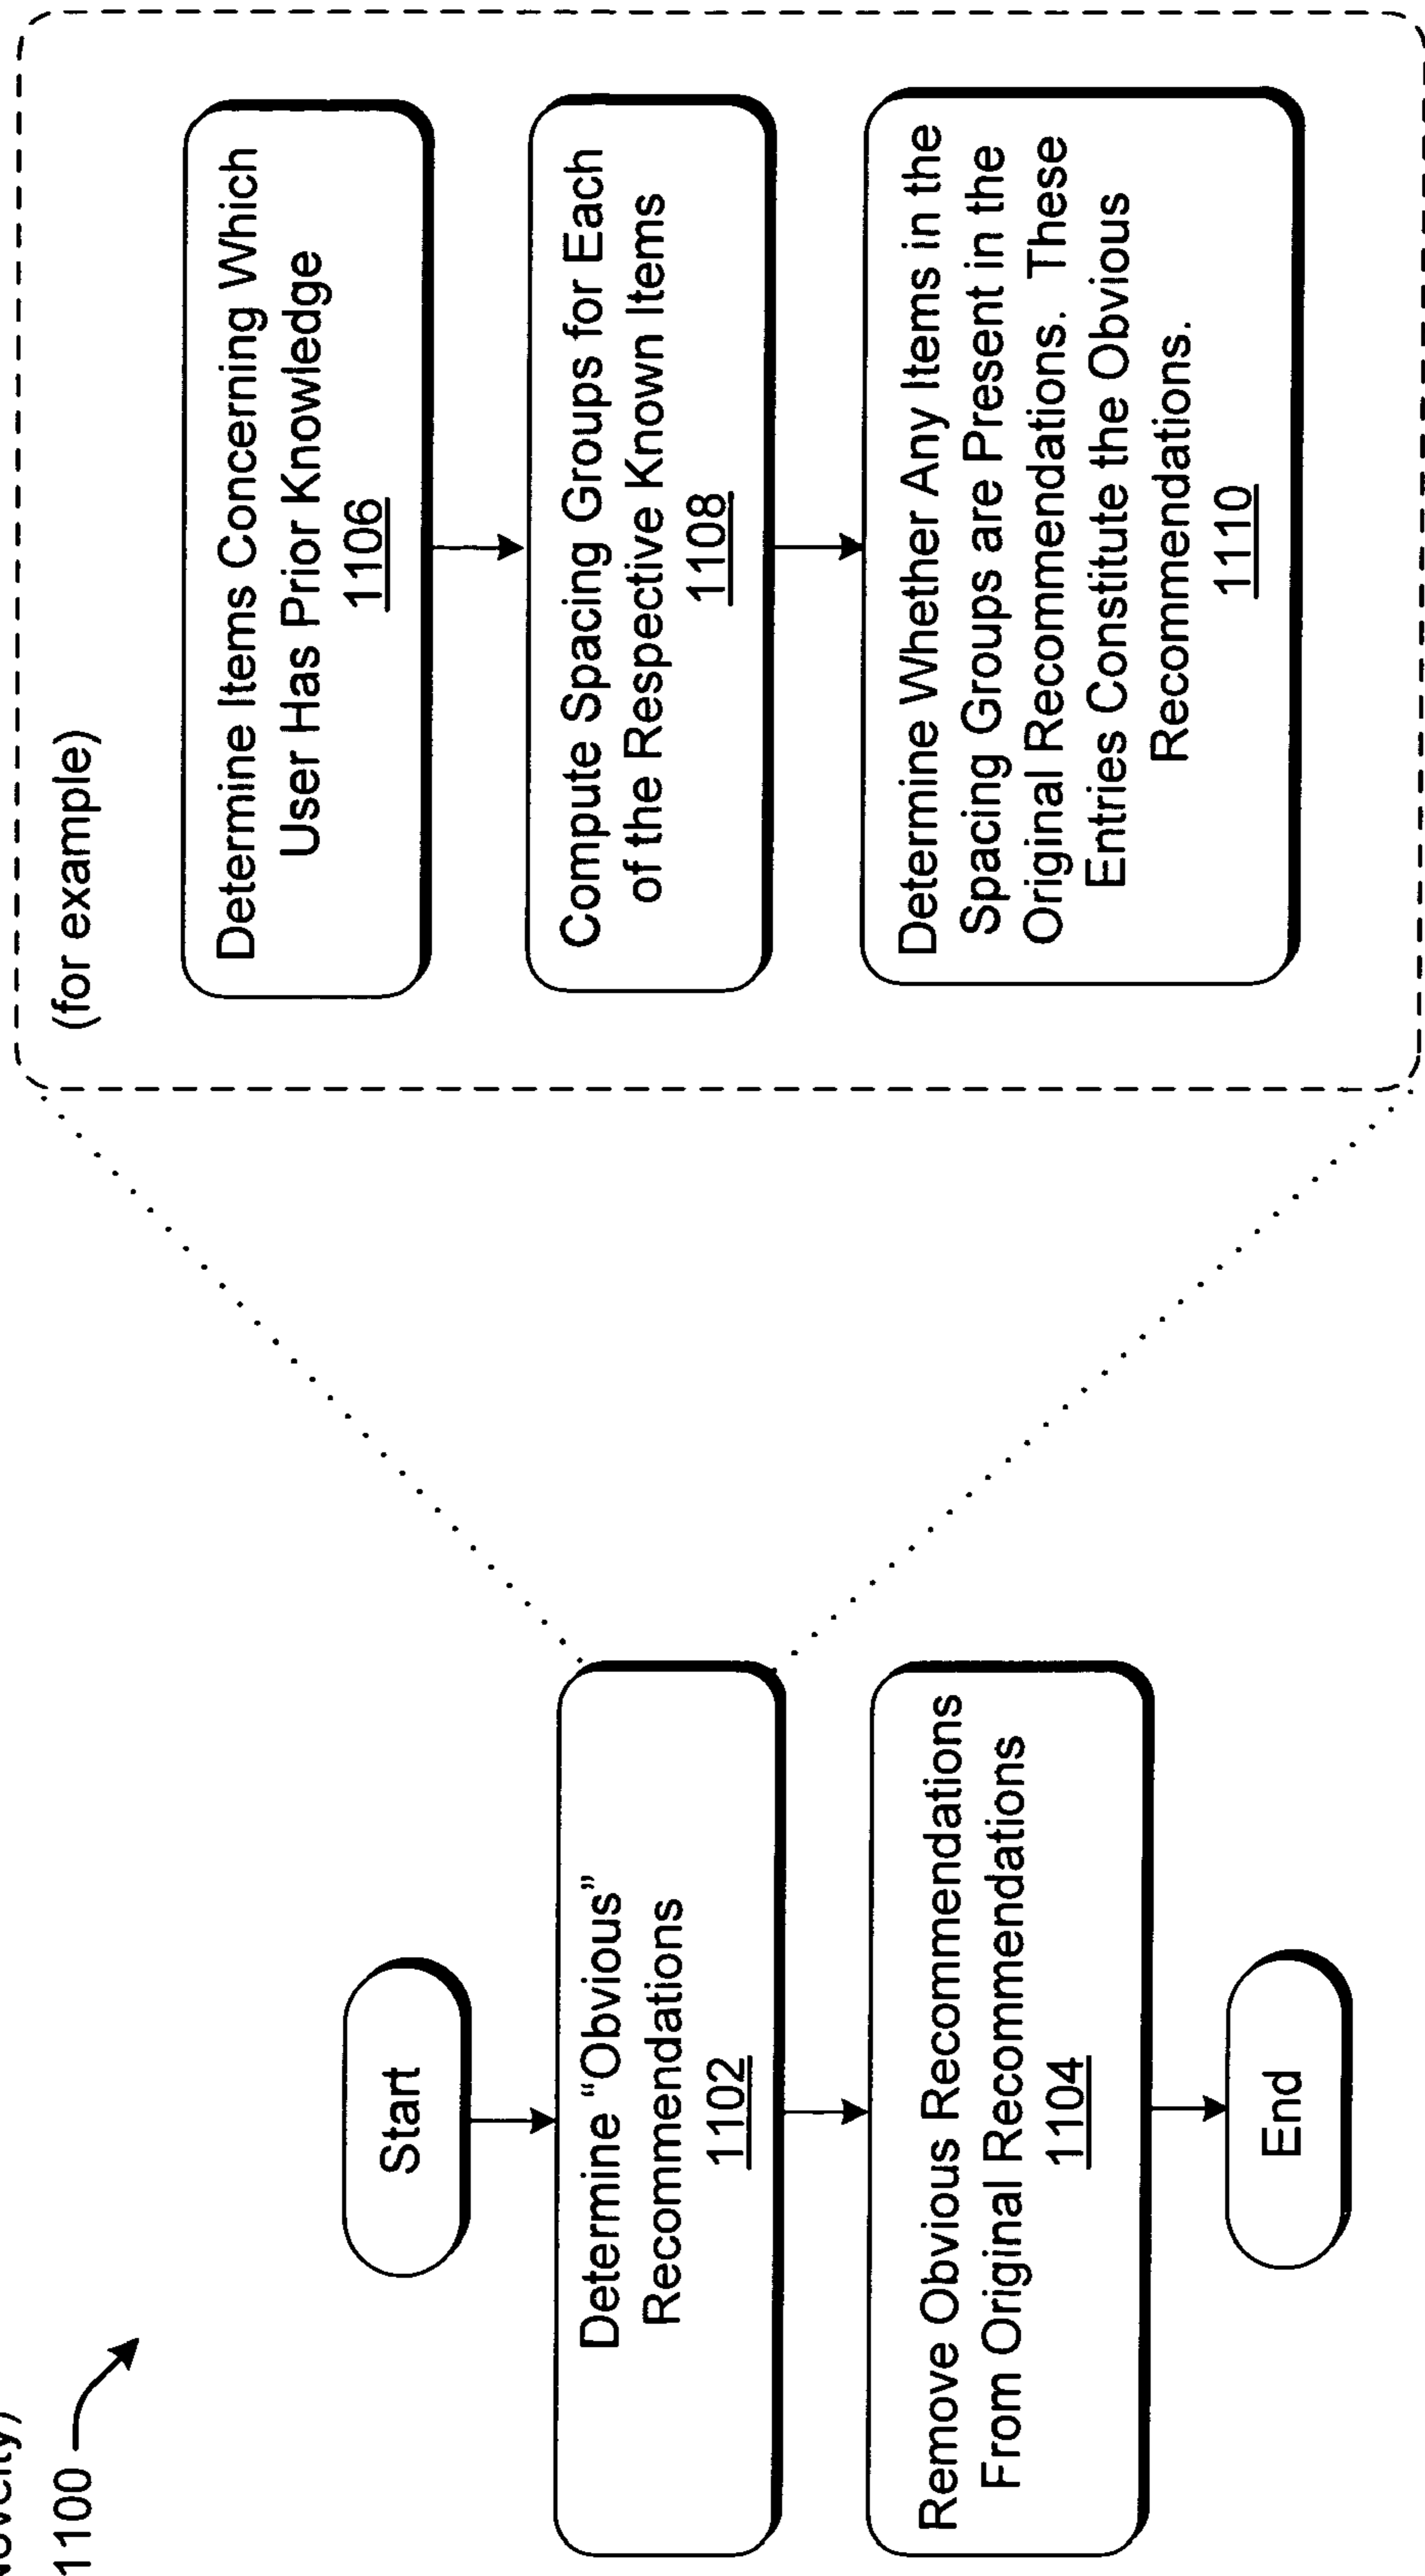 1100
Start
Determine “Obvious”
Recommendations
1102
Remove Obvious Recommendations
From Original Recommendations
1104
End
(for example)
Determine Items Concerning Which
User Has Prior Knowledge
1106
Compute Spacing Groups for Each
of the Respective Known Items
1108
Determine Whether Any Items in the
Spacing Groups are Present in the
Original Recommendations. These
Entries Constitute the Obvious
Recommendations.
1110